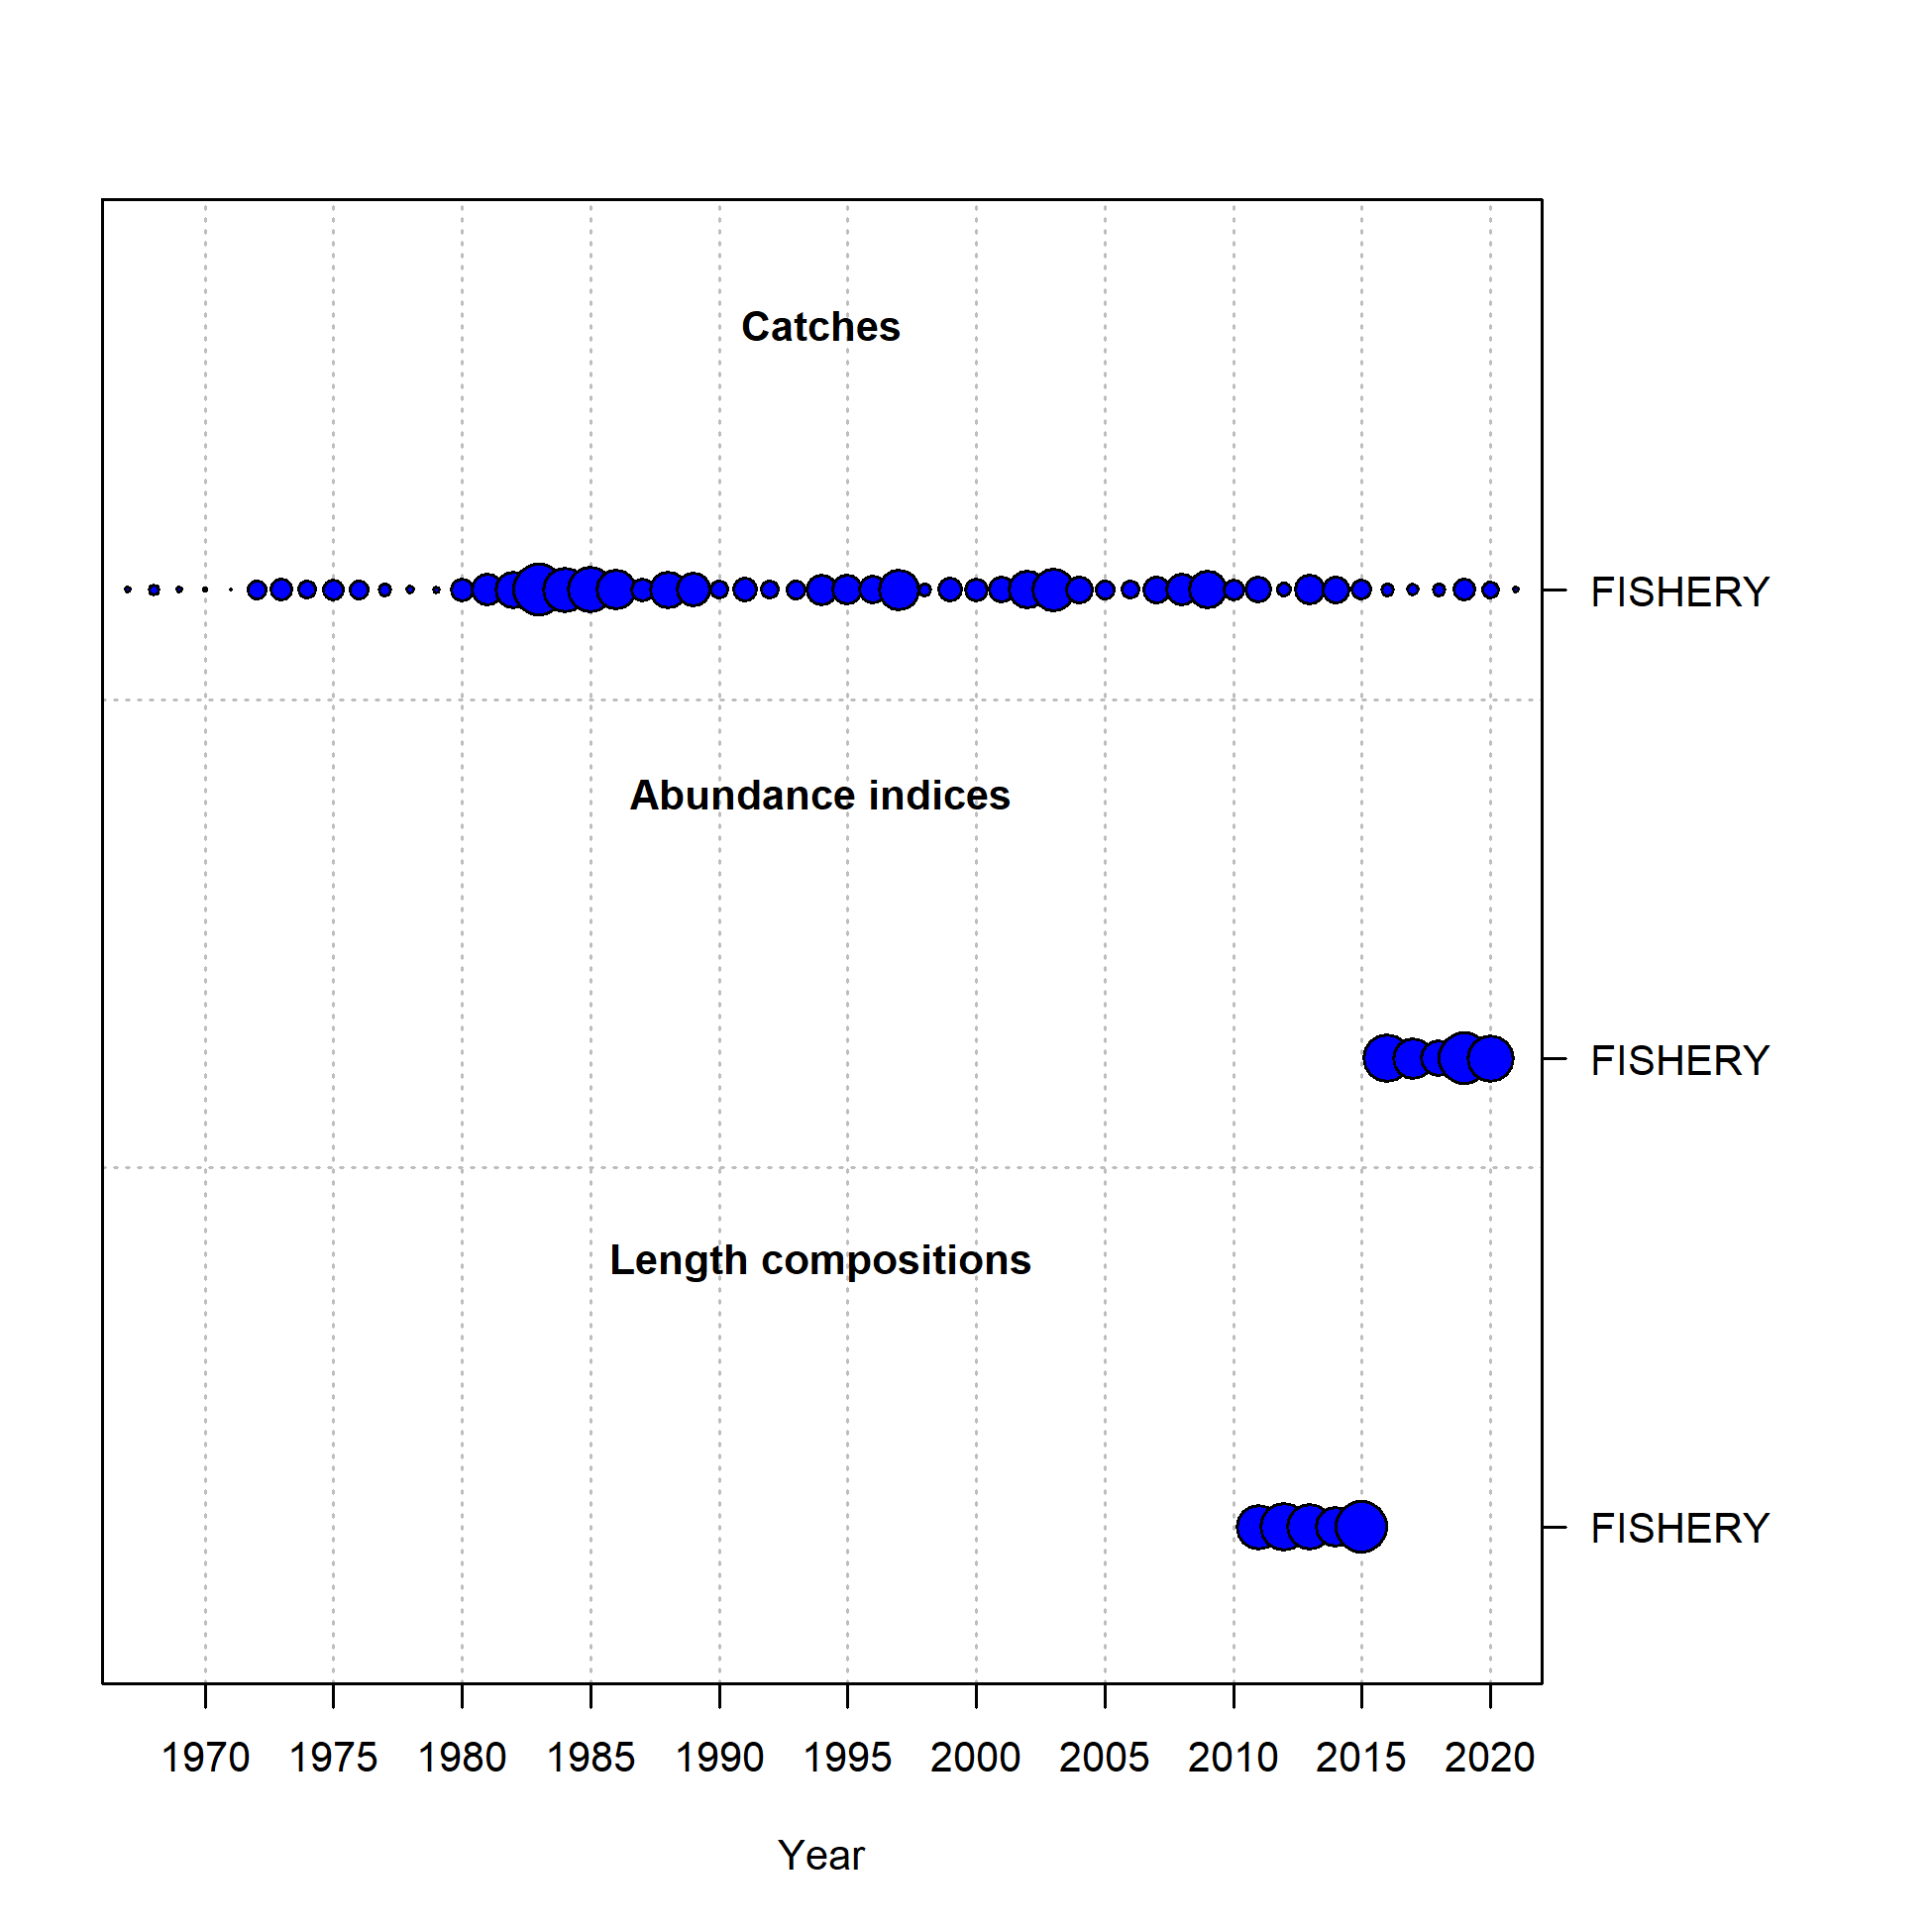 Catches
FISHERY
Abundance indices
FISHERY
Length compositions
FISHERY
1970 1975 1980 1985 1990 1995 2000 2005 2010 2015 2020
Year